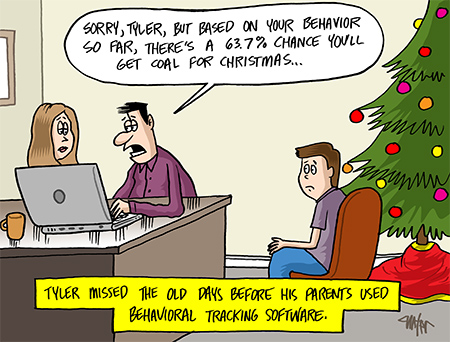 SORRY, TYLER, BUT BASED ON YOUR BEHAVIOR
SO FAR, THERE'S A 63.7% CHANCE YOU'LL
GET COAL FOR CHRISTMAS...
TYLER MISSED THE OLD DAYS BEFORE HIS PARENTS USED
BEHAVIORAL TRACKING SOFTWARE.